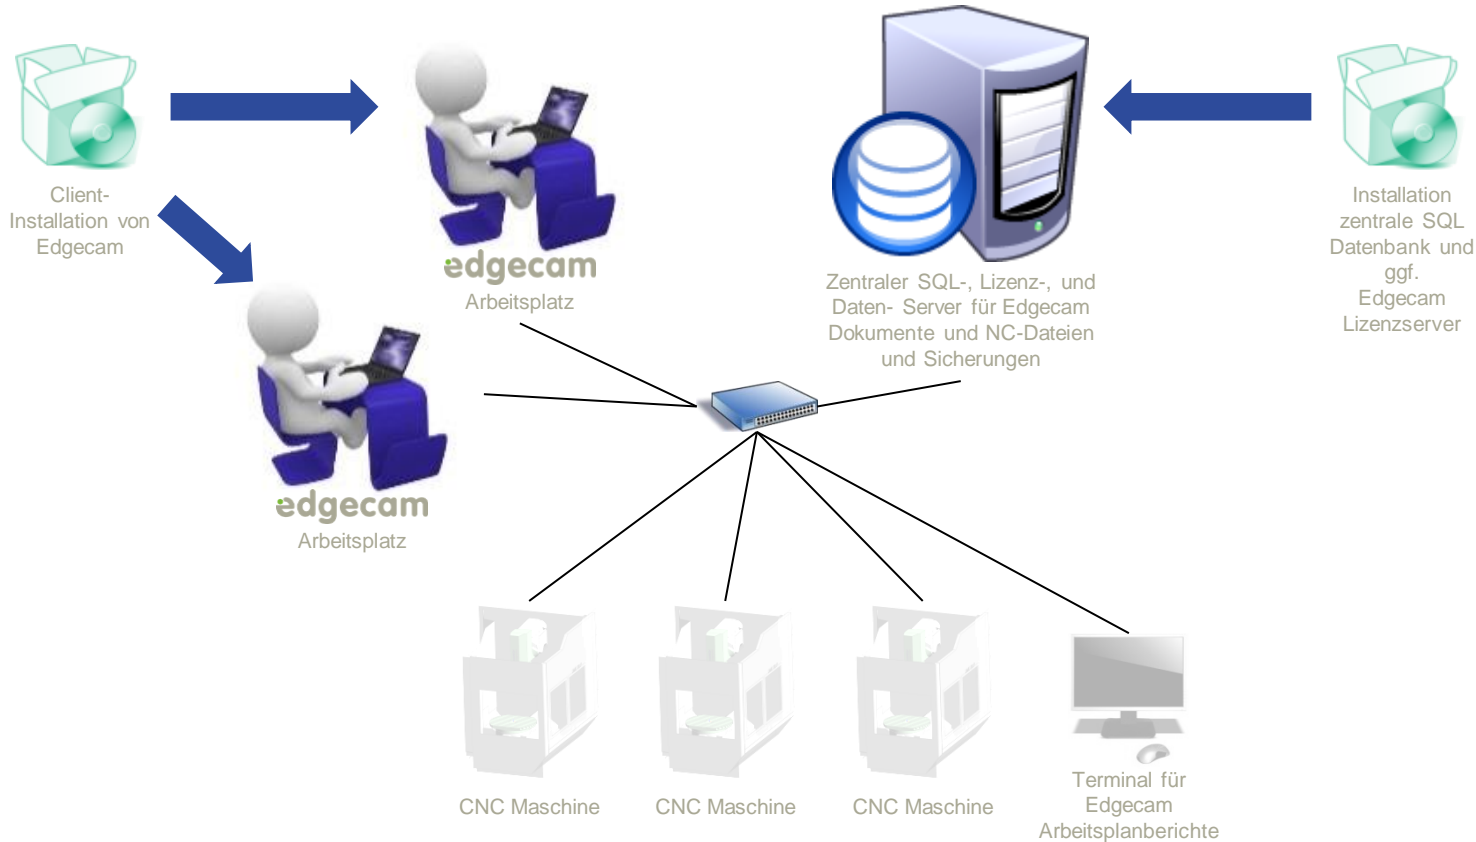 Client-
Installation von
Edgecam
edgecam
Arbeitsplatz
edgecam
Arbeitsplatz
Zentraler SQL-, Lizenz-, und
Daten- Server für Edgecam
Dokumente und NC-Dateien
und Sicherungen
Installation
zentrale SQL
Datenbank und
ggf.
Edgecam
Lizenzserver
CNC Maschine
CNC Maschine
CNC Maschine
Terminal für
Edgecam
Arbeitsplanberichte